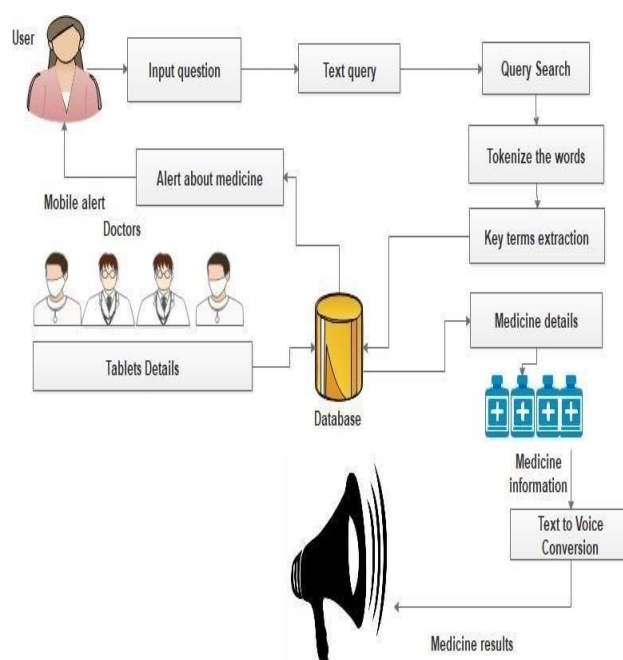 User
Input question
Text query
Query Search
Tokenize the words
Alert about medicine
Mobile alert
Doctors
Key terms extraction
Medicine details
Tablets Details
Database
Medicine
information
Text to Voice
Conversion
Medicine results